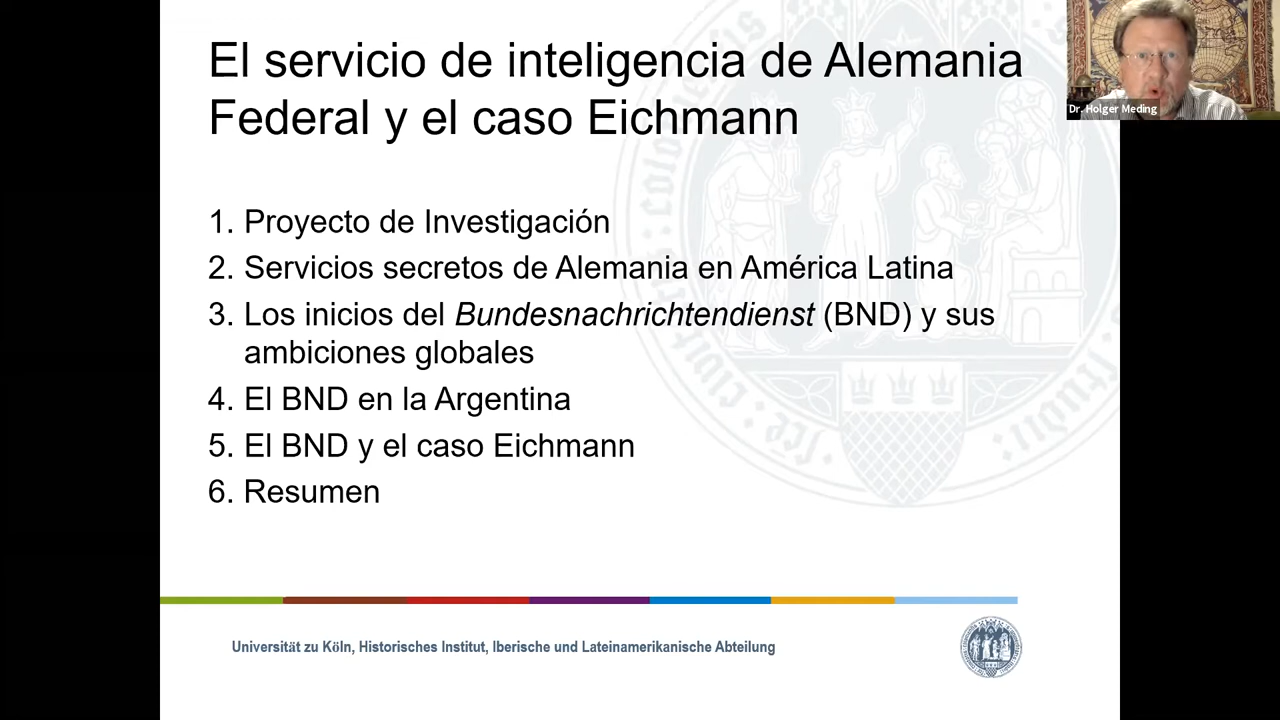 El servicio de inteligencia de Alemania
Federal y el caso Eichmann
Dr. Holger Meding
1. Proyecto de Investigación
2. Servicios secretos de Alemania en América Latina
3. Los inicios del Bundesnachrichtendienst (BND) y sus
ambiciones globales
4. El BND en la Argentina
5. El BND y el caso Eichmann
6. Resumen
Universität zu Köln, Historisches Institut, Iberische und Lateinamerikanische Abteilung